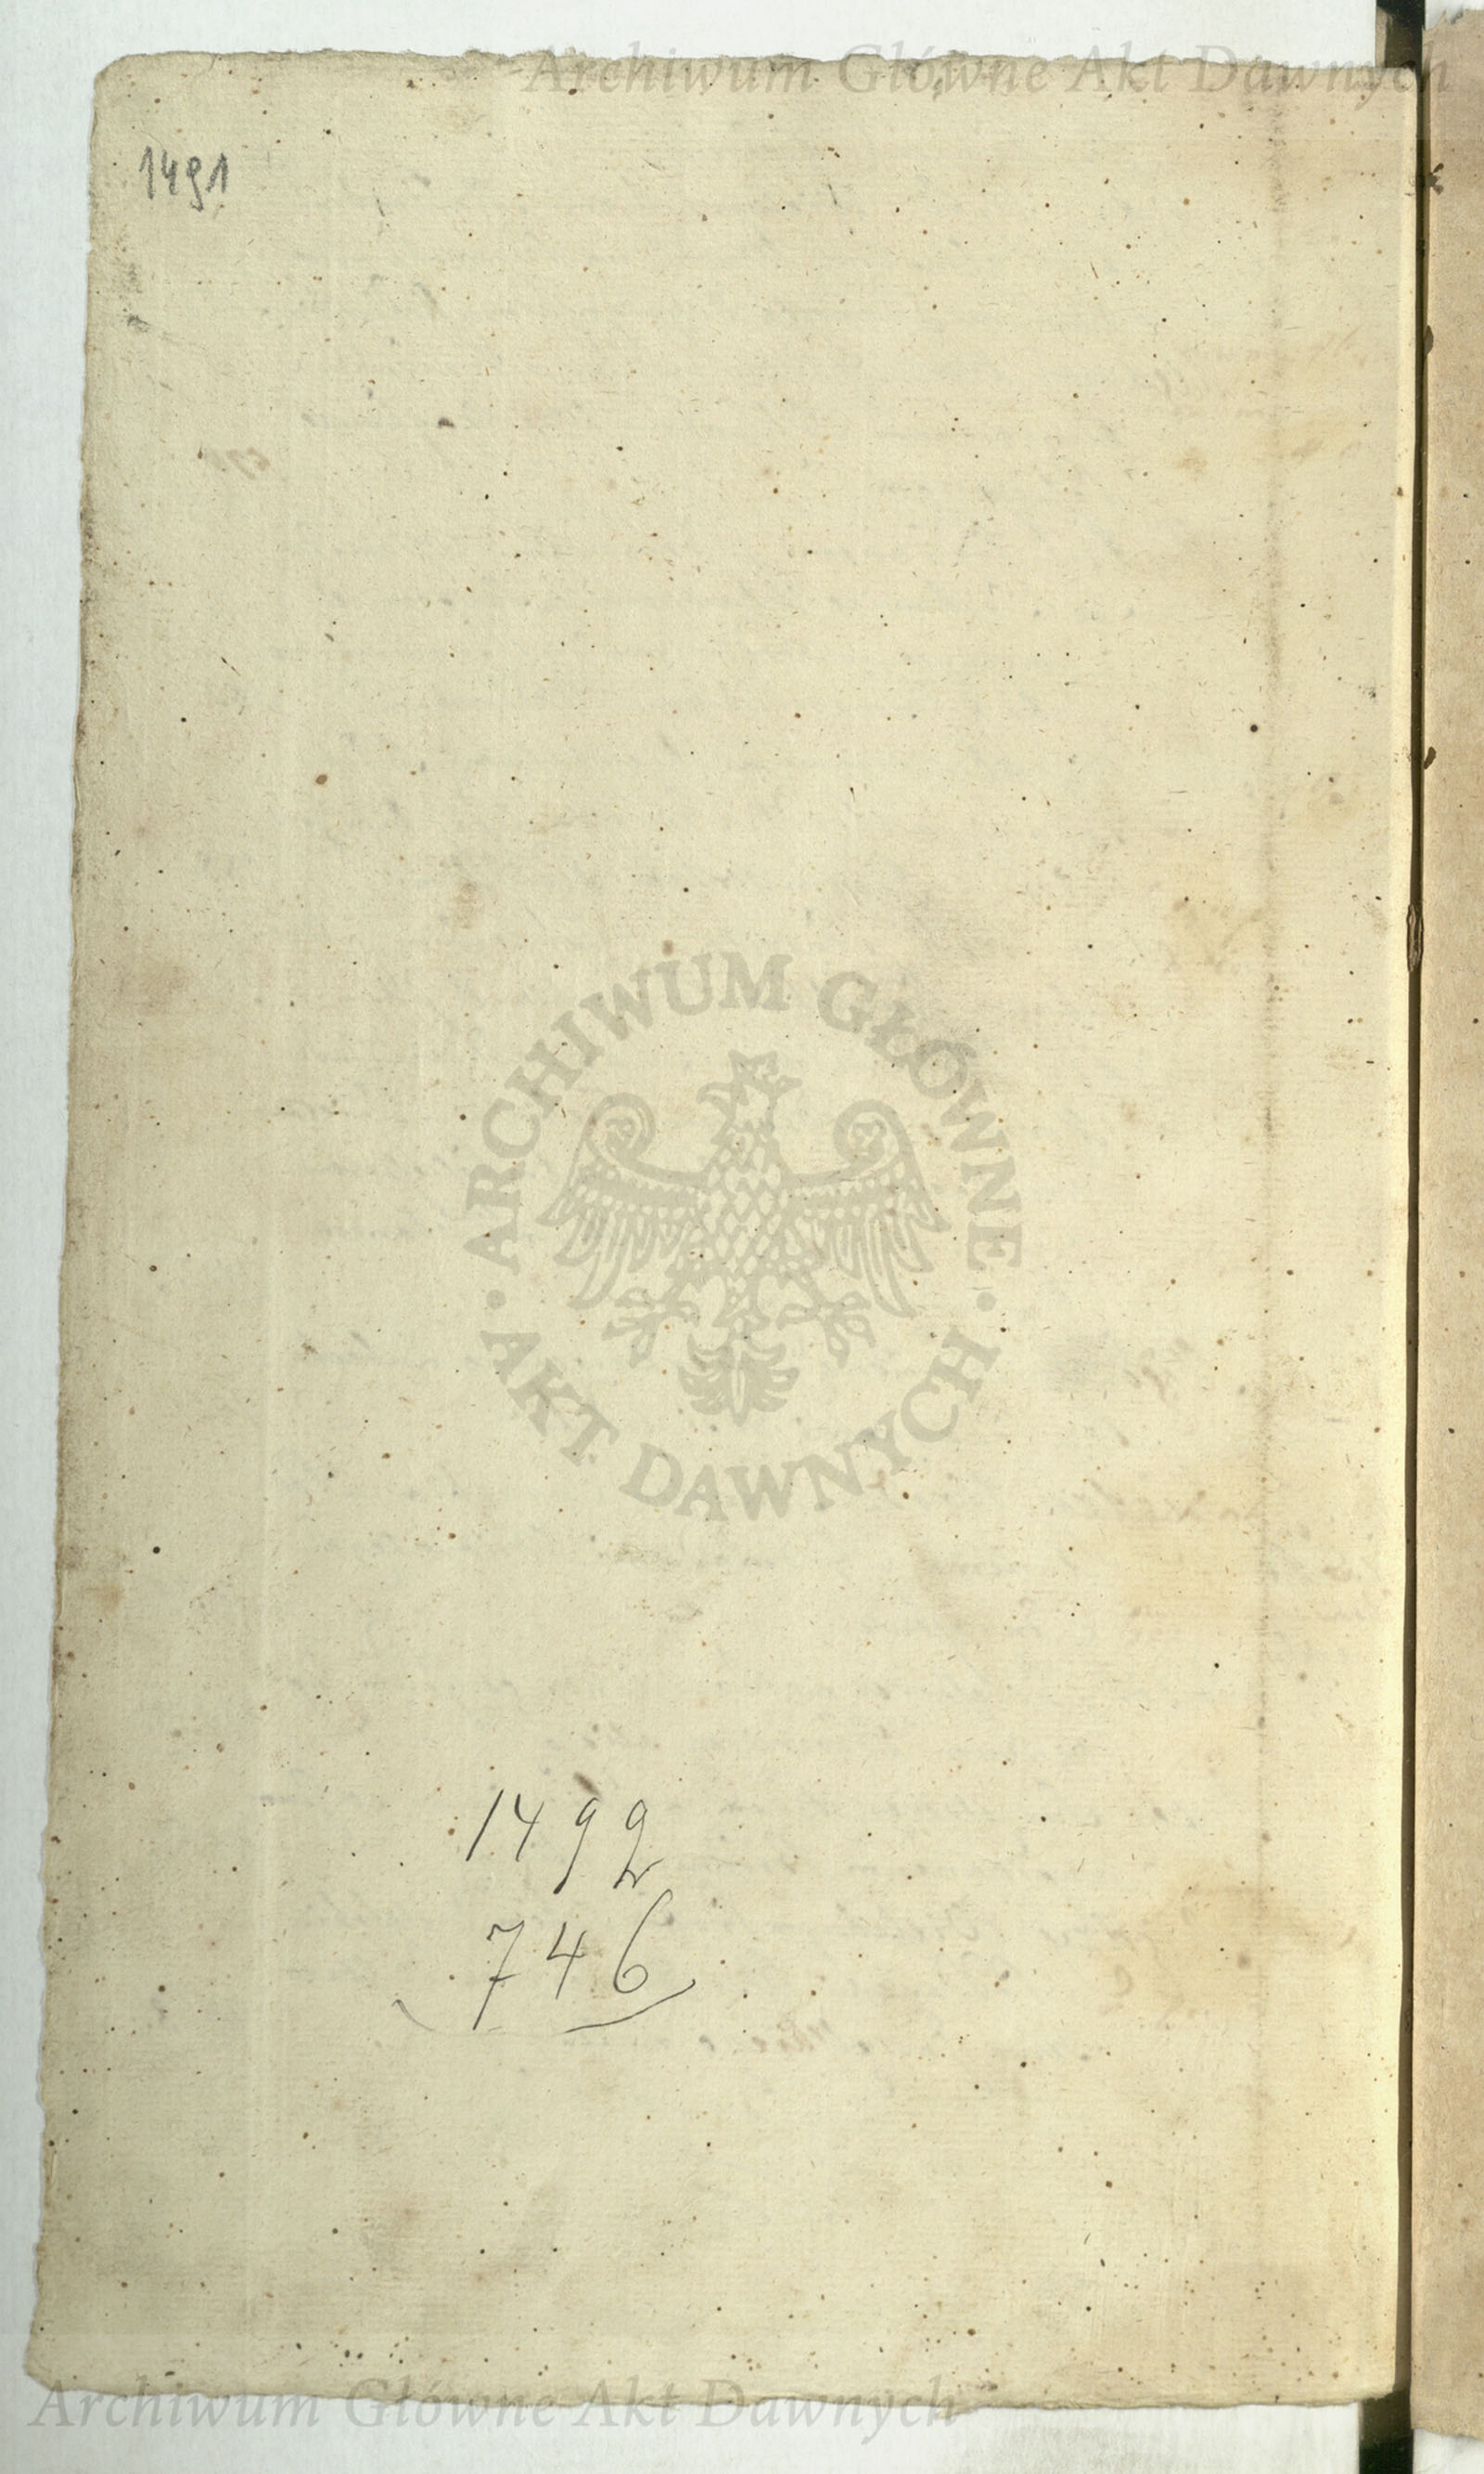 Archiwum Główne Akt Dawnych
1491
ARCHIWUM GŁÓWNE
AKT DAWNYCH
1492
746
Archiwum Główne Akt Dawnych